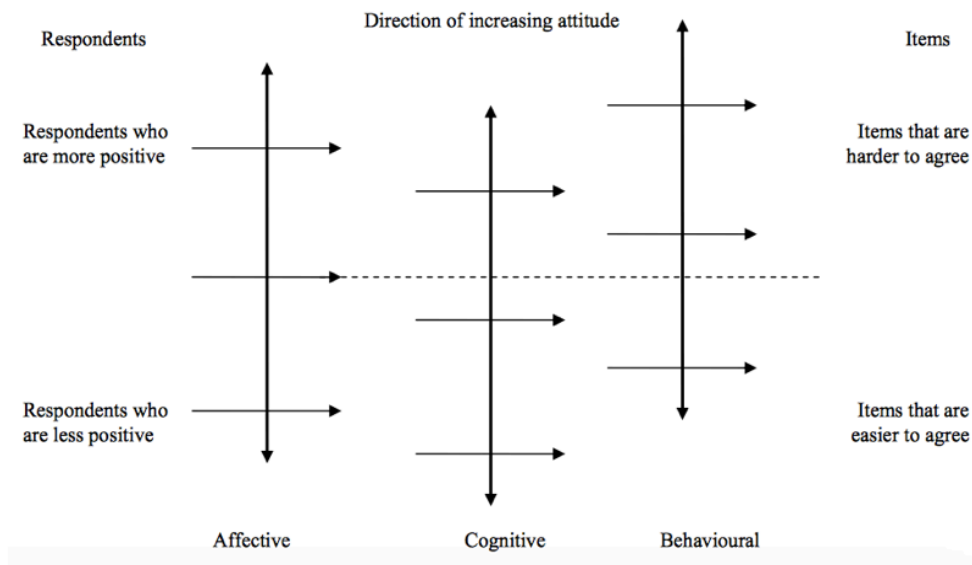 Direction of increasing attitude
Respondents
Items
Respondents who
are more positive
Items that are
harder to agree
Respondents who
are less positive
Items that are
easier to agree
Affective
Cognitive
Behavioural